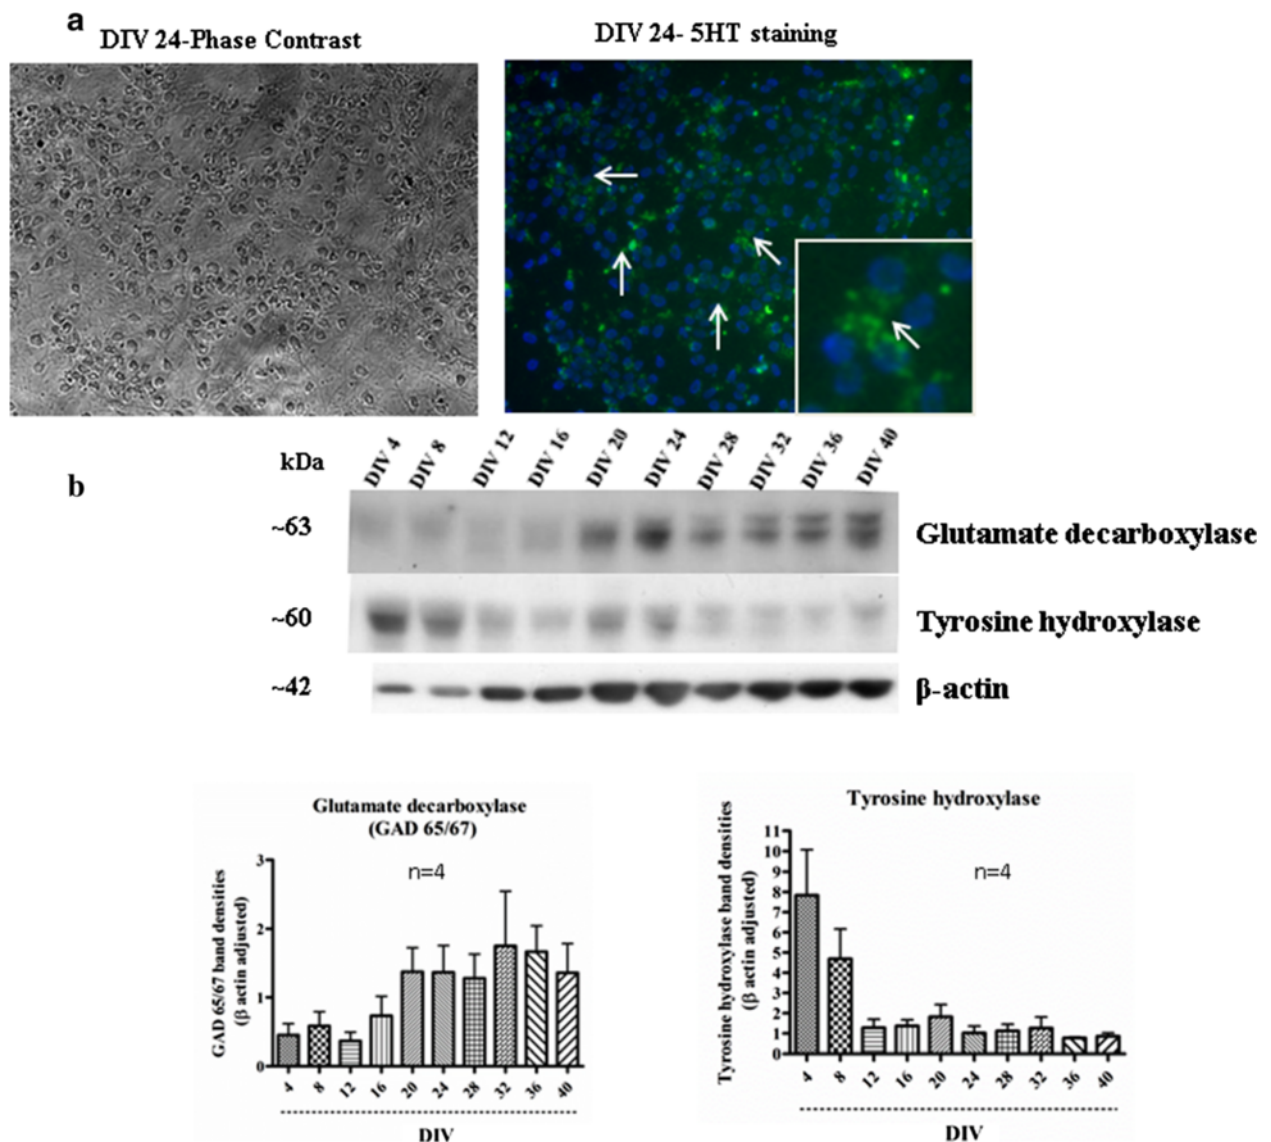 a
DIV 24-Phase Contrast
DIV 24- 5HT staining
b
kDa
DIV 4
DIV 8
DIV 12
DIV 16
DIV 20
DIV 24
DIV 28
DIV 32
DIV 36
DIV 40
~63
Glutamate decarboxylase
~60
Tyrosine hydroxylase
~42
β-actin
Glutamate decarboxylase
(GAD 65/67)
n=4
GAD 65/67 band densities
(β actin adjusted)
3
2
1
0
4 8 12 16 20 24 28 32 36 40
DIV
Tyrosine hydroxylase
n=4
Tyrosine hydroxylase band densities
(β actin adjusted)
11
10
9
8
7
6
5
4
3
2
1
0
4 8 12 16 20 24 28 32 36 40
DIV